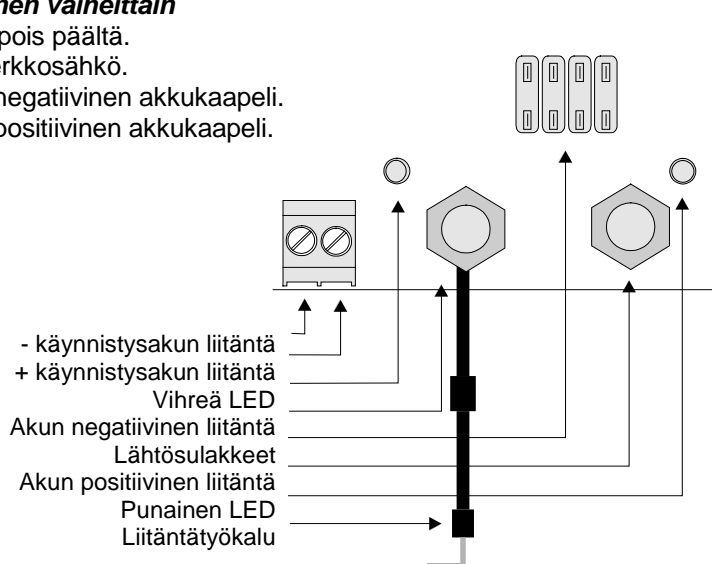 vaiheittain
pois päältä.
negatiivinen akkukaapeli.
positiivinen akkukaapeli.
- käynnistysakun liitäntä
+ käynnistysakun liitäntä
Vihreä LED
Akun negatiivinen liitäntä
Lähtösulakkeet
Akun positiivinen liitäntä
Punainen LED
Liitäntätyökalu